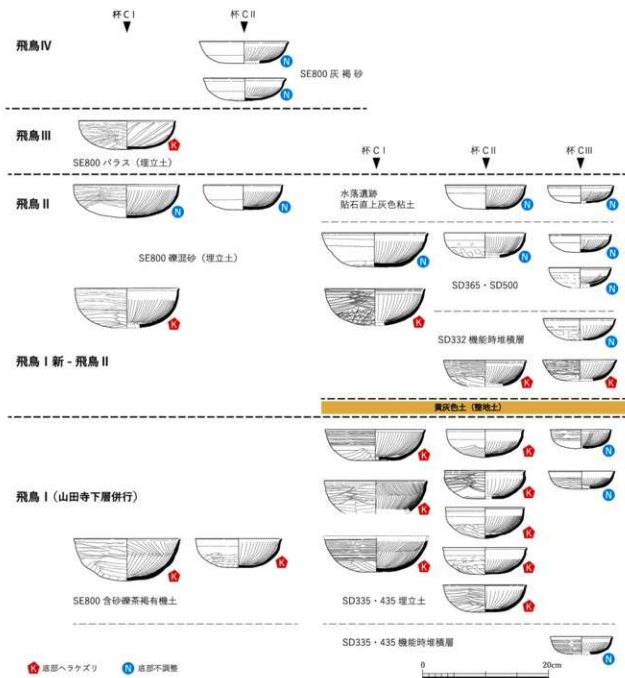 杯CⅠ
杯CⅡ
飛鳥Ⅳ
N
SE800 灰 褐 砂
N
飛鳥Ⅲ
K
SE800 バラス（埋立土）
杯CⅠ
杯CⅡ
杯CⅢ
飛鳥Ⅱ
N
N
水落遺跡
貼石直上灰色粘土
N
N
SE800 礫混砂（埋立土）
N
N
N
SD365・SD500
N
K
K
SD332 機能時堆積層
N
飛鳥Ⅰ新 - 飛鳥Ⅱ
K
K
黄灰色土（整地土）
K
K
N
飛鳥Ⅰ（山田寺下層併行）
K
K
N
K
K
K
K
K
SE800 含砂礫茶褐有機土
SD335・435 埋立土
K
SD335・435 機能時堆積層
N
K 底部ヘラケズリ
N 底部不調整
0
20cm